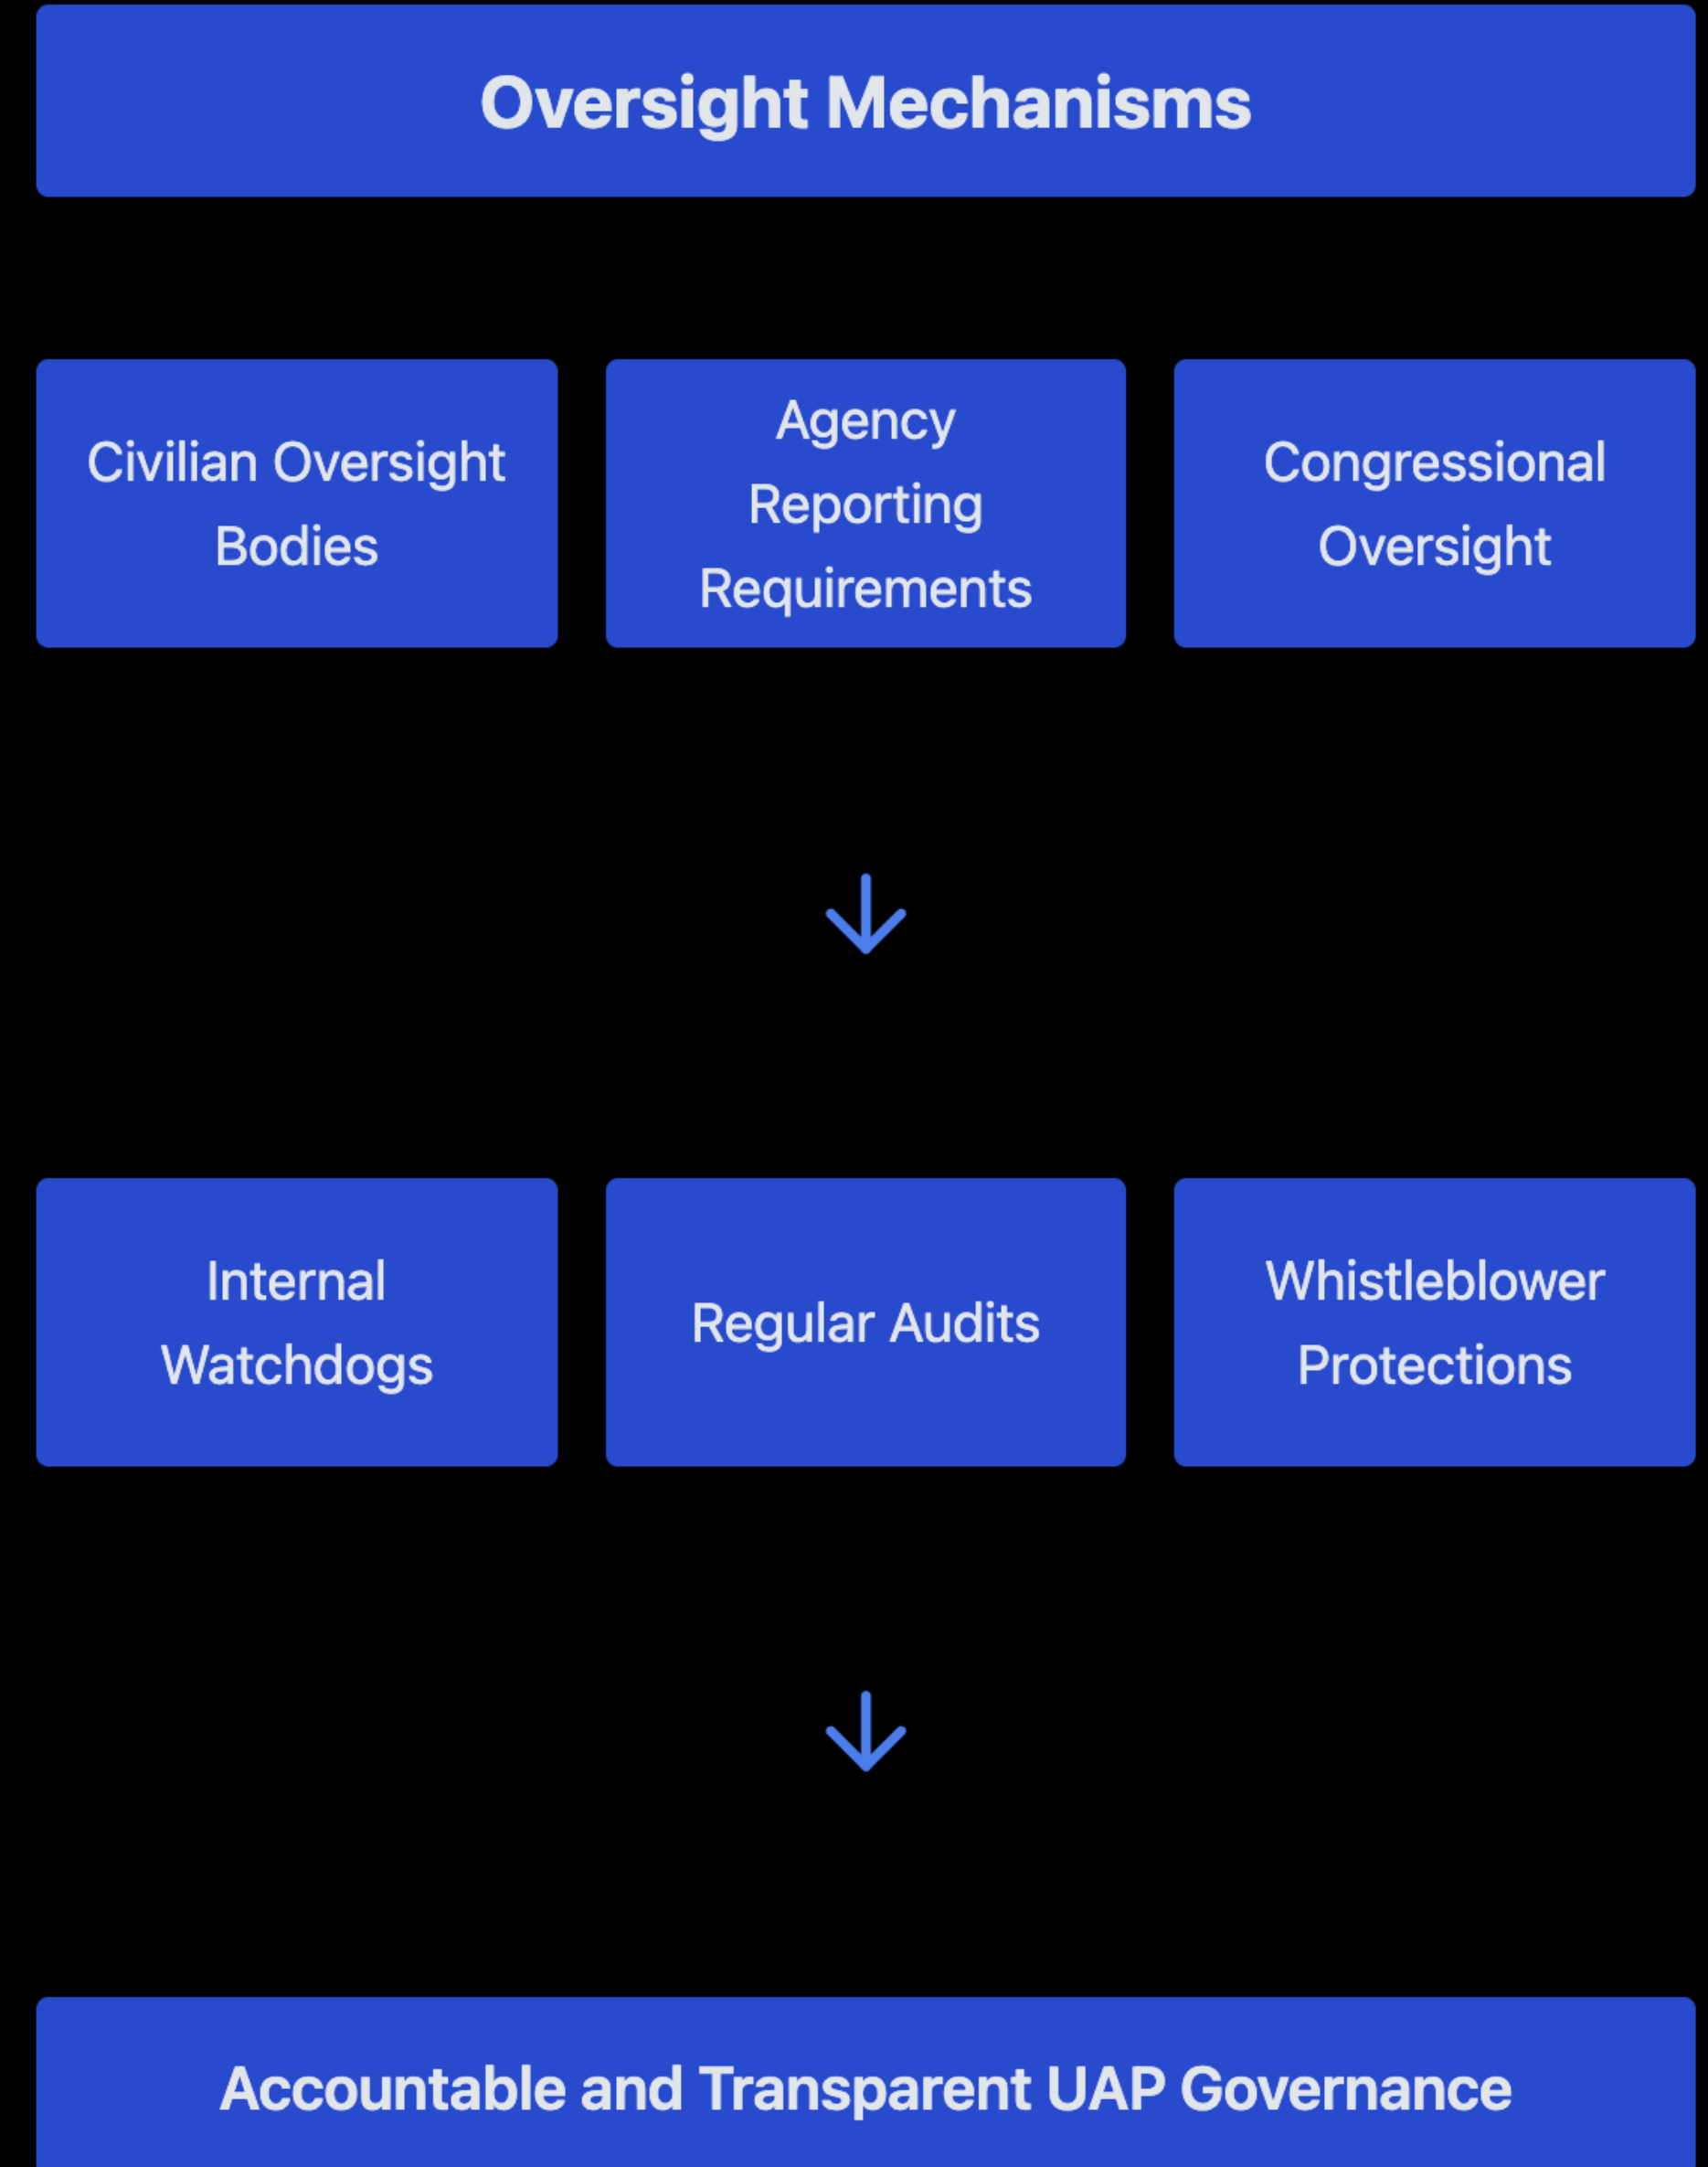 Oversight Mechanisms
Civilian Oversight
Bodies
Agency
Reporting
Requirements
Congressional
Oversight
Internal
Watchdogs
Regular Audits
Whistleblower
Protections
Accountable and Transparent UAP Governance